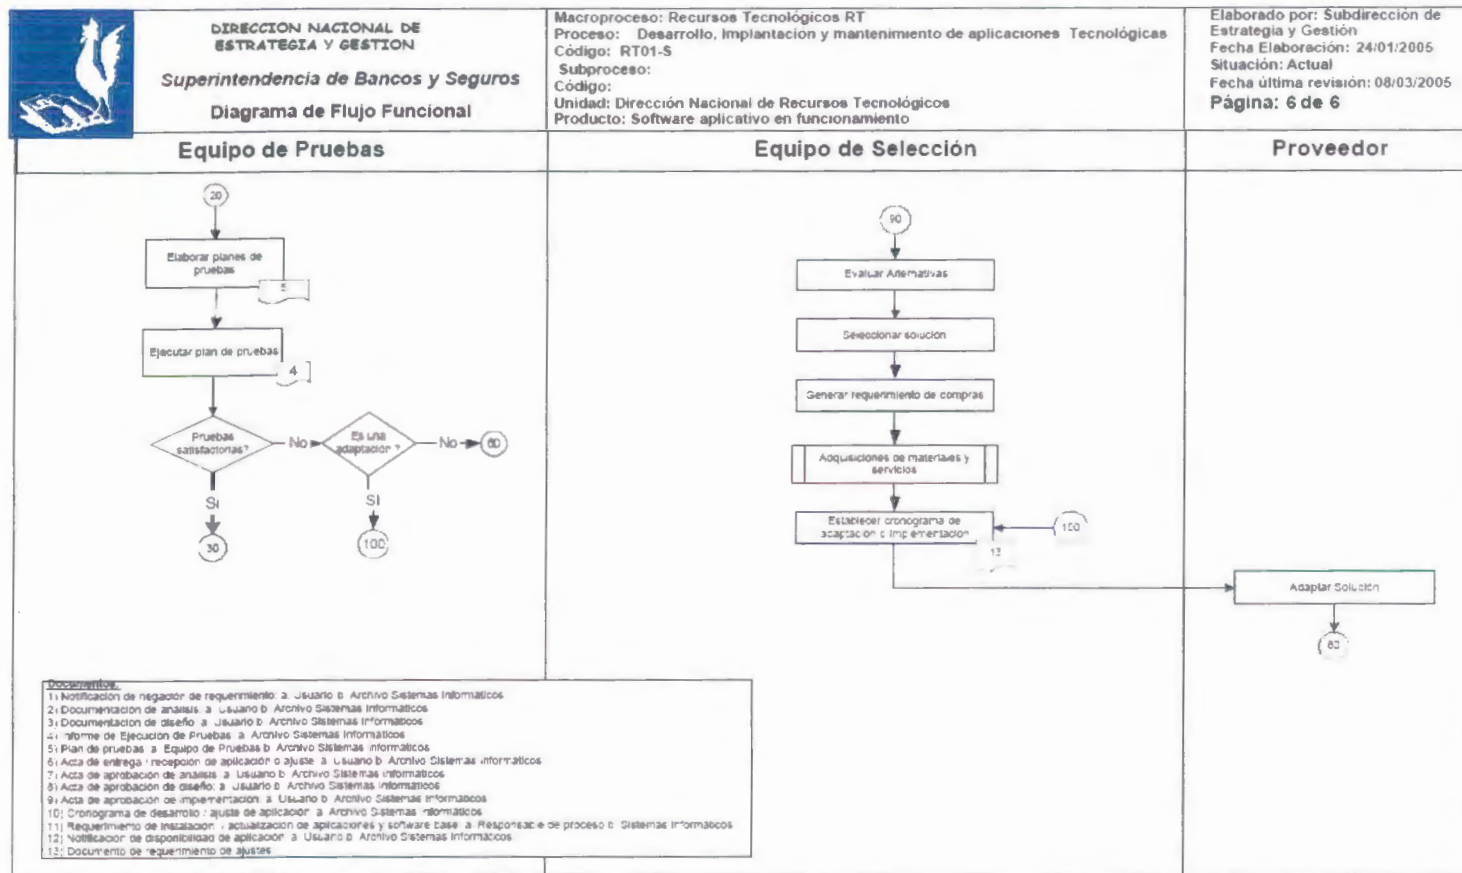 DIRECCION NACIONAL DE
ESTRATEGIA Y GESTION
Superintendencia de Bancos y Seguros
Diagrama de Flujo Funcional
Macroproceso: Recursos Tecnológicos RT
Proceso: Desarrollo, Implantación y mantenimiento de aplicaciones Tecnológicas
Código: RT01-S
Subproceso:
Código:
Unidad: Dirección Nacional de Recursos Tecnológicos
Producto: Software aplicativo en funcionamiento
Elaborado por: Subdirección de
Estrategia y Gestión
Fecha Elaboración: 24/01/2005
Situación: Actual
Fecha última revisión: 08/03/2005
Página: 6 de 6
Equipo de Pruebas
Equipo de Selección
Proveedor
20
Elaborar planes de
pruebas
5
Ejecutar plan de pruebas
4
Pruebas
satisfactorias?
No
Es una
adaptación ?
No
60
Si
SI
30
100
90
Evaluar Alternativas
Seleccionar solución
Generar requerimiento de compras
Adquisiciones de materiales y
servicios
Establecer cronograma de
adaptación o implementación
13
100
Adaptar Solución
Documentos:
1) Notificación de negación de requerimiento: a. Usuario b. Archivo Sistemas Informáticos
2) Documentación de análisis: a. Usuario b. Archivo Sistemas Informáticos
3) Documentación de diseño: a. Usuario b. Archivo Sistemas Informáticos
4) Informe de Ejecución de Pruebas: a. Archivo Sistemas Informáticos
5) Plan de pruebas: a. Equipo de Pruebas b. Archivo Sistemas Informáticos
6) Acta de entrega / recepción de aplicación o ajuste: a. Usuario b. Archivo Sistemas Informáticos
7) Acta de aprobación de análisis: a. Usuario b. Archivo Sistemas Informáticos
8) Acta de aprobación de diseño: a. Usuario b. Archivo Sistemas Informáticos
9) Acta de aprobación de implementación: a. Usuario b. Archivo Sistemas Informáticos
10) Cronograma de desarrollo / ajuste de aplicación: a. Archivo Sistemas Informáticos
11) Requerimiento de instalación / actualización de aplicaciones y software base: a. Responsable de proceso b. Sistemas Informáticos
12) Notificación de disponibilidad de aplicación: a. Usuario b. Archivo Sistemas Informáticos
13) Documento de requerimiento de ajustes